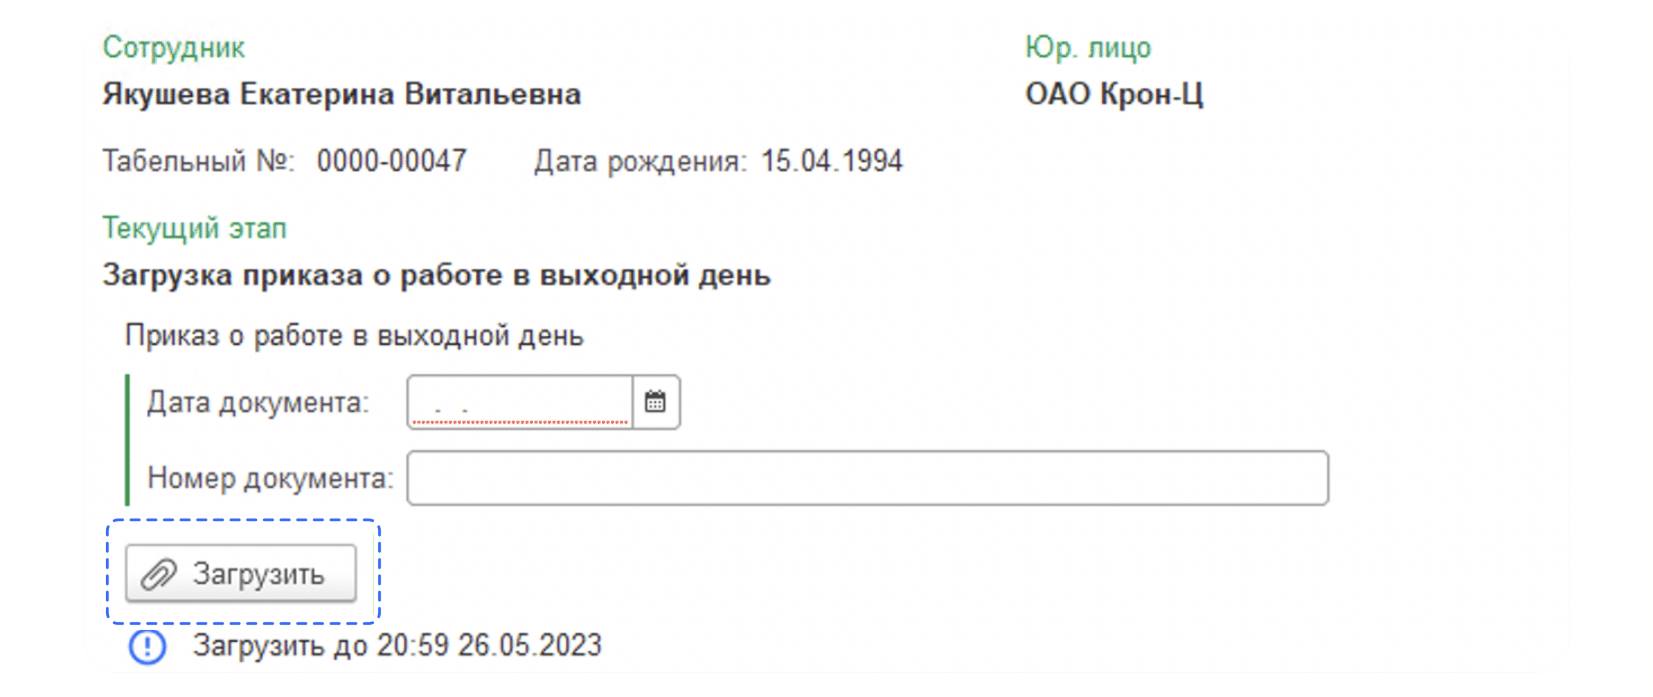 Сотрудник
Юр. лицо
Якушева Екатерина Витальевна
ОАО Крон-Ц
Табельный №: 0000-00047 Дата рождения: 15.04.1994
Текущий этап
Загрузка приказа о работе в выходной день
Приказ о работе в выходной день
Дата документа: . .
Номер документа:
Загрузить
Загрузить до 20:59 26.05.2023